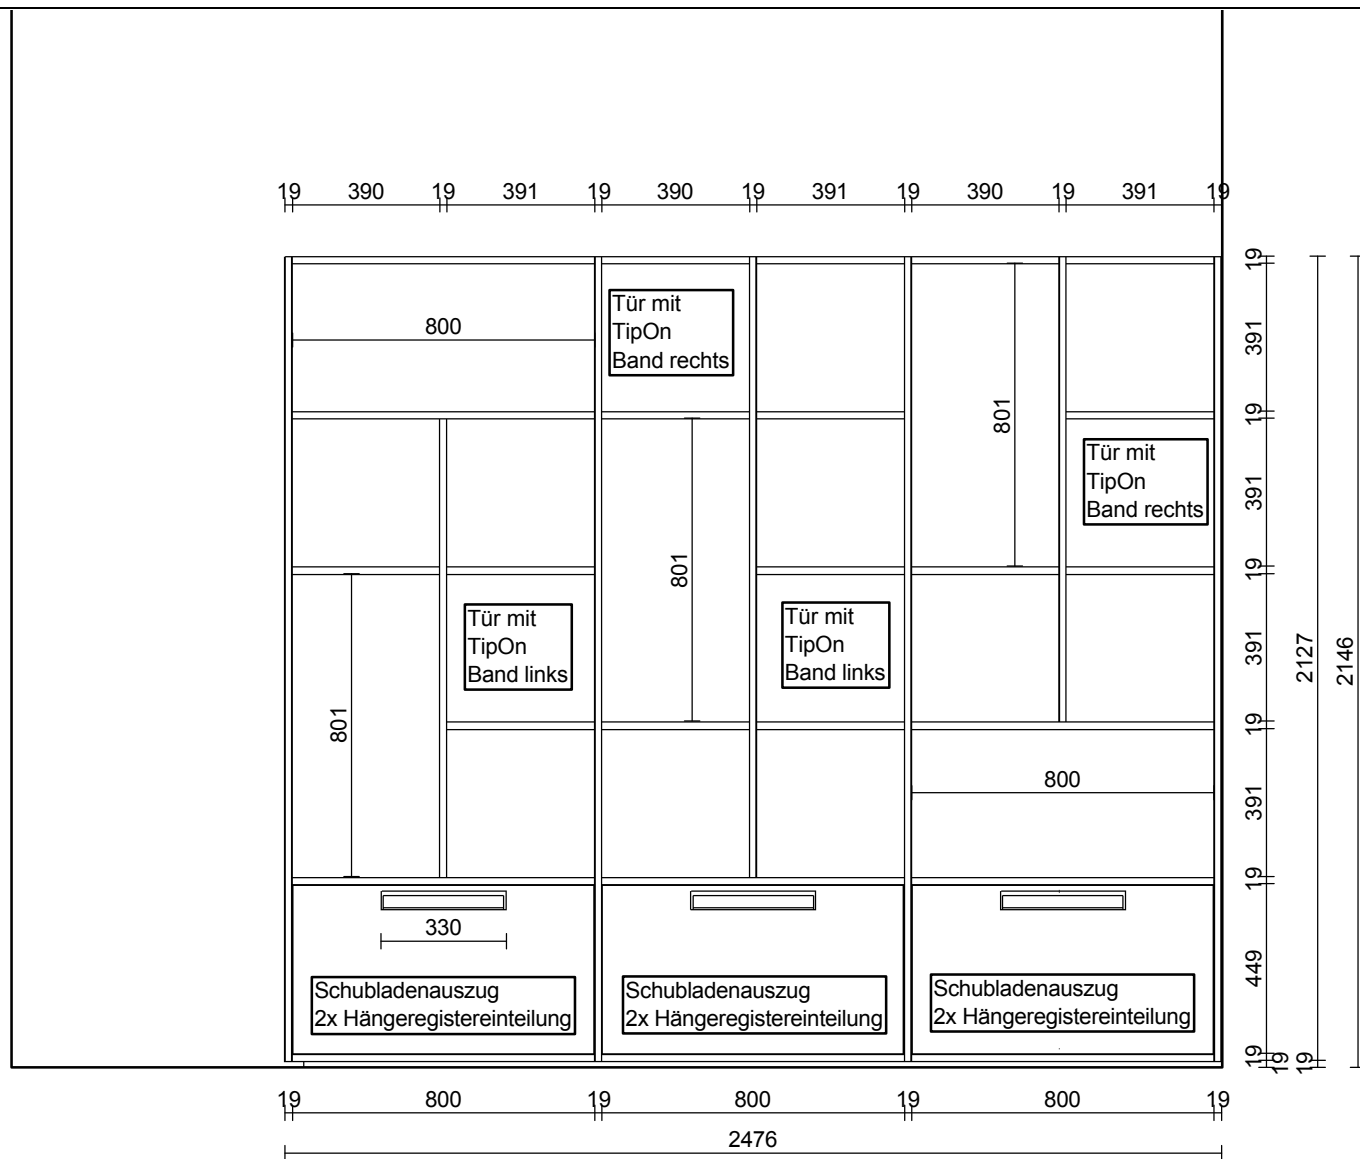 19 390 19 391 19 390 19 391 19 390 19 391 19
19
Tür mit
TipOn
Band rechts
800
391
801
19
Tür mit
TipOn
Band rechts
391
801
19
Tür mit
TipOn
Band links
Tür mit
TipOn
Band links
391
2127
2146
801
19
800
391
19
330
449
Schubladenauszug
2x Hängeregistereinteilung
Schubladenauszug
2x Hängeregistereinteilung
Schubladenauszug
2x Hängeregistereinteilung
19
19
19
19 800 19 800 19 800 19
2476